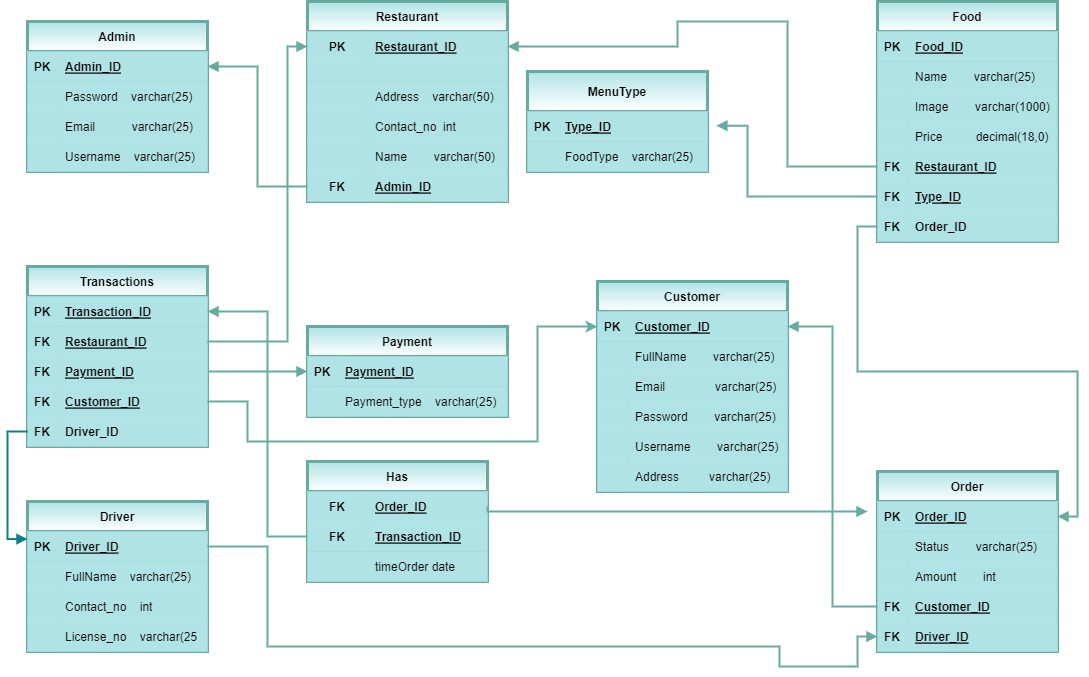 Admin
PK Admin_ID
Password varchar(25)
Email varchar(25)
Username varchar(25)
Restaurant
PK Restaurant_ID
Address varchar(50)
Contact_no int
Name varchar(50)
FK Admin_ID
MenuType
PK Type_ID
FoodType varchar(25)
Food
PK Food_ID
Name varchar(25)
Image varchar(1000)
Price decimal(18,0)
FK Restaurant_ID
FK Type_ID
FK Order_ID
Transactions
PK Transaction_ID
FK Restaurant_ID
FK Payment_ID
FK Customer_ID
FK Driver_ID
Payment
PK Payment_ID
Payment_type varchar(25)
Customer
PK Customer_ID
FullName varchar(25)
Email varchar(25)
Password varchar(25)
Username varchar(25)
Address varchar(25)
Has
FK Order_ID
FK Transaction_ID
timeOrder date
Order
PK Order_ID
Status varchar(25)
Amount int
FK Customer_ID
FK Driver_ID
Driver
PK Driver_ID
FullName varchar(25)
Contact_no int
License_no varchar(25